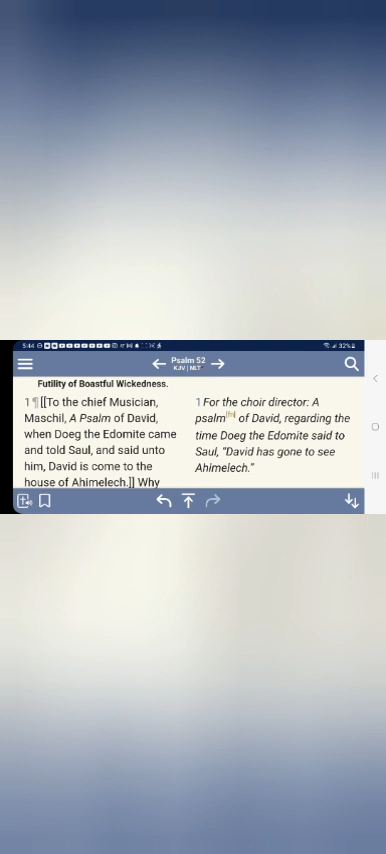 5:44
32%
Psalm 52
KJV | NLT
Futility of Boastful Wickedness.
1 ¶ [[To the chief Musician,
Maschil, A Psalm of David,
when Doeg the Edomite came
and told Saul, and said unto
him, David is come to the
house of Ahimelech.]] Why
1 For the choir director: A
psalm[fn] of David, regarding the
time Doeg the Edomite said to
Saul, “David has gone to see
Ahimelech.”